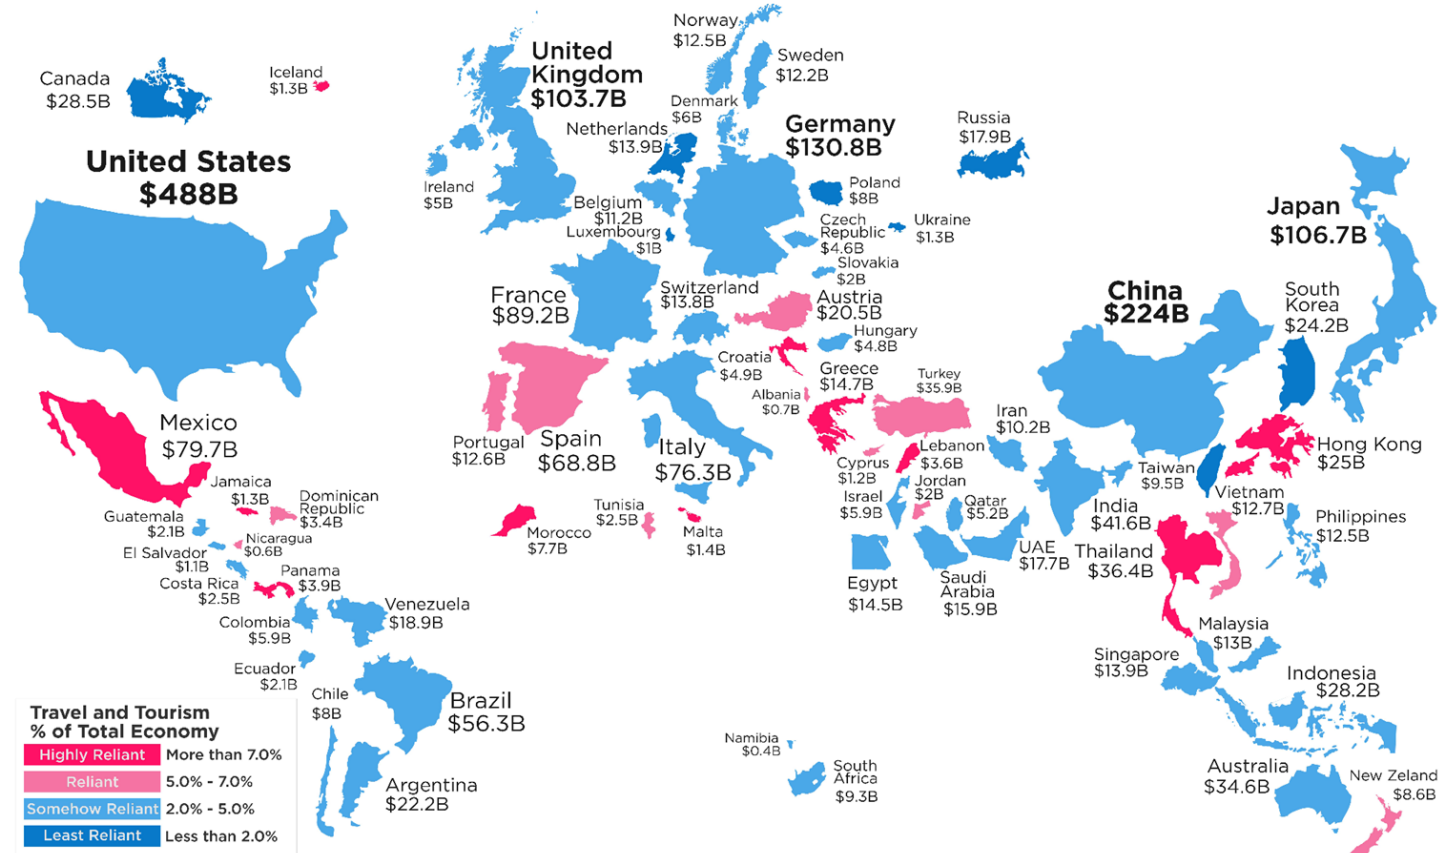 Canada
$28.5B
Iceland
$1.3B
United States
$488B
Mexico
$79.7B
Jamaica
$1.3B
Dominican
Republic
$3.4B
Guatemala
$2.1B
Nicaragua
$0.6B
El Salvador
$1.1B
Costa Rica
$2.5B
Panama
$3.9B
Colombia
$5.9B
Venezuela
$18.9B
Ecuador
$2.1B
Chile
$8B
Brazil
$56.3B
Argentina
$22.2B
United
Kingdom
$103.7B
Ireland
$5B
Norway
$12.5B
Sweden
$12.2B
Denmark
$6B
Netherlands
$13.9B
Germany
$130.8B
Belgium
$11.2B
Luxembourg
$1B
Poland
$8B
Czech
Republic
$4.6B
Ukraine
$1.3B
Russia
$17.9B
Slovakia
$2B
France
$89.2B
Switzerland
$13.8B
Austria
$20.5B
Hungary
$4.8B
Croatia
$4.9B
Albania
$0.7B
Greece
$14.7B
Turkey
$35.9B
Portugal
$12.6B
Spain
$68.8B
Italy
$76.3B
Cyprus
$1.2B
Lebanon
$3.6B
Jordan
$2B
Israel
$5.9B
Qatar
$5.2B
Iran
$10.2B
Morocco
$7.7B
Tunisia
$2.5B
Malta
$1.4B
Egypt
$14.5B
Saudi
Arabia
$15.9B
UAE
$17.7B
Namibia
$0.4B
South
Africa
$9.3B
China
$224B
Japan
$106.7B
South
Korea
$24.2B
Hong Kong
$25B
Taiwan
$9.5B
India
$41.6B
Vietnam
$12.7B
Thailand
$36.4B
Philippines
$12.5B
Malaysia
$13B
Singapore
$13.9B
Indonesia
$28.2B
Australia
$34.6B
New Zeland
$8.6B
Travel and Tourism
% of Total Economy
Highly Reliant More than 7.0%
Reliant 5.0% - 7.0%
Somehow Reliant 2.0% - 5.0%
Least Reliant Less than 2.0%